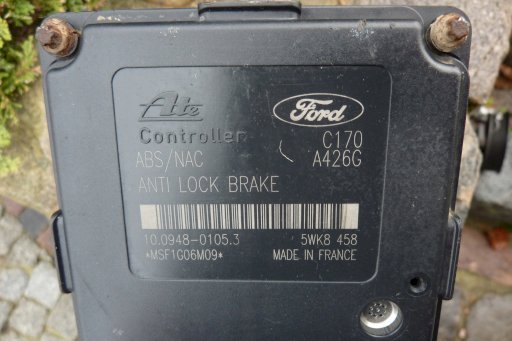 Ate
Ford
Controller
C170
ABS/NAC
A426G
ANTI LOCK BRAKE
10.0948-0105.3
5WK8 458
*MSF1G06M09*
MADE IN FRANCE